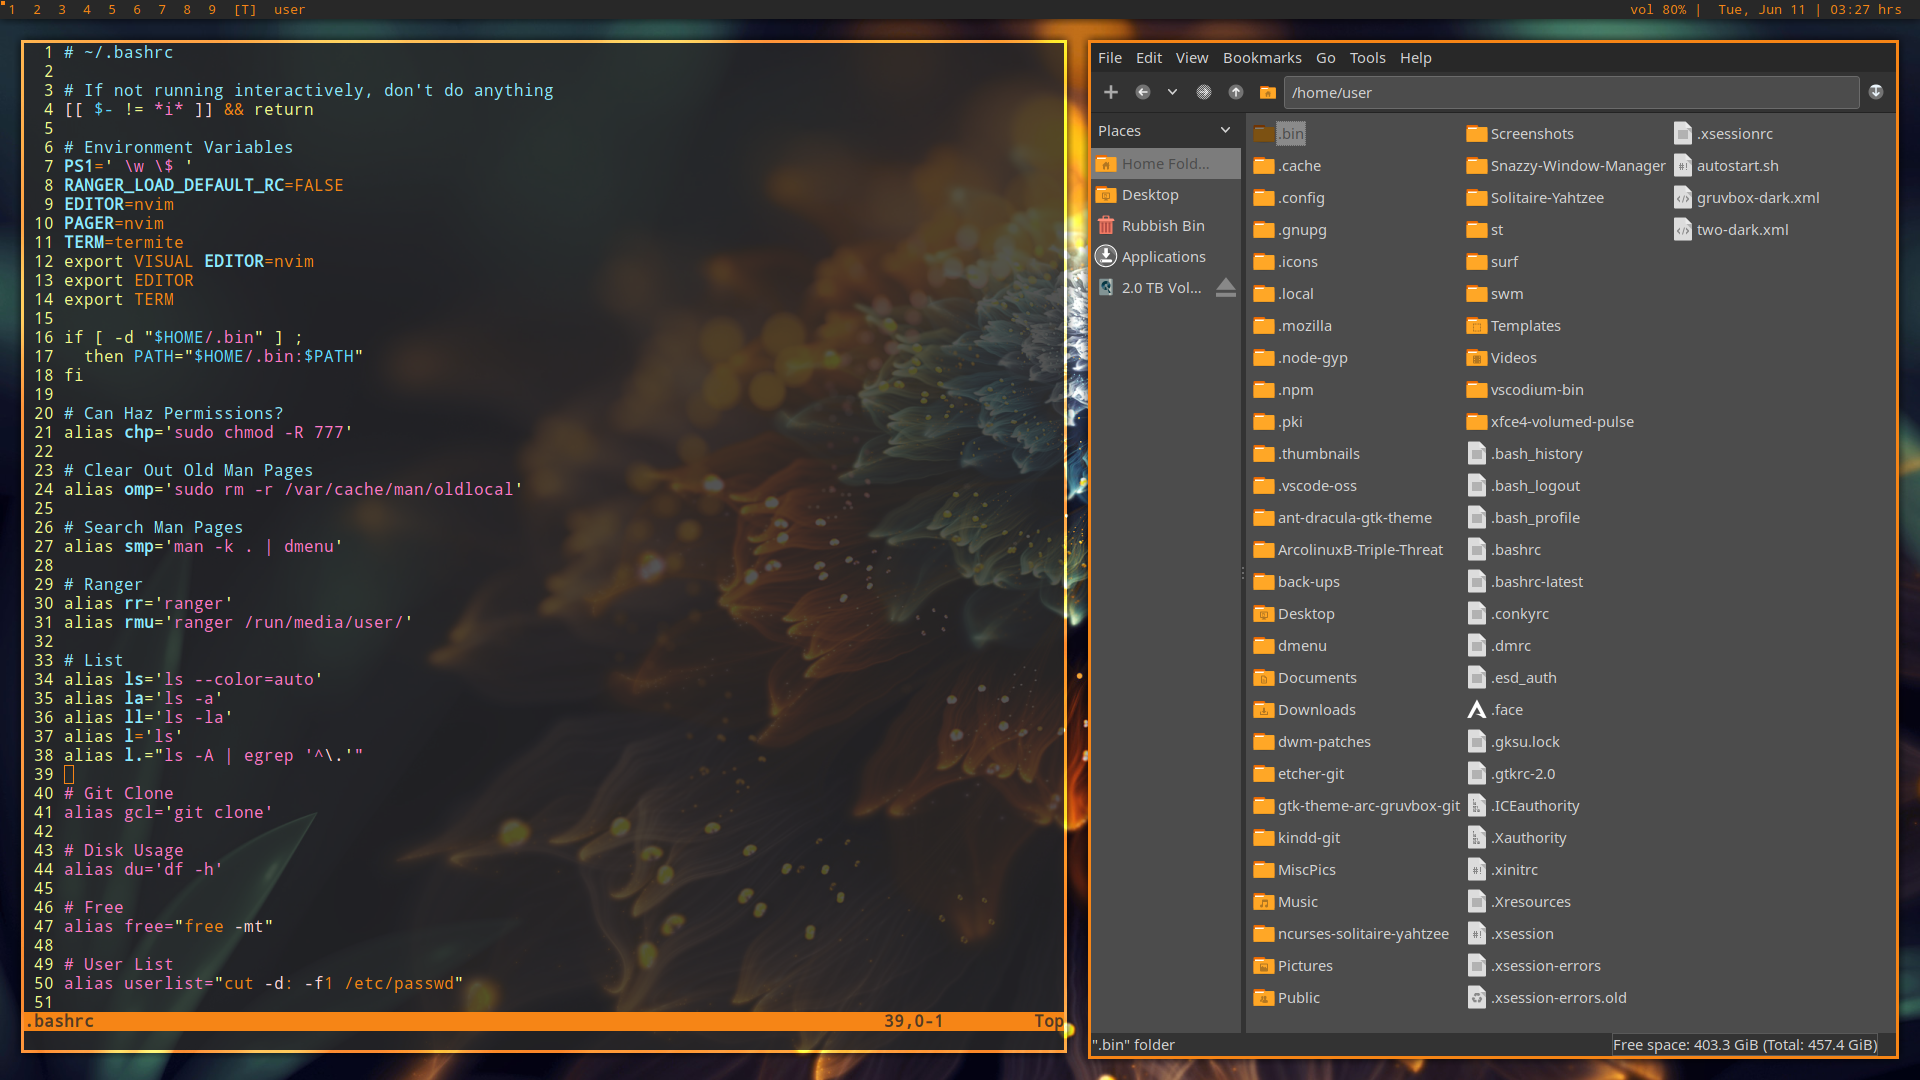 1 2 3 4 5 6 7 8 9 [T] user
vol 80% | Tue, Jun 11 | 03:27 hrs
1 # ~/.bashrc
2
3 # If not running interactively, don't do anything
4 [[ $- != *i* ]] && return
5
6 # Environment Variables
7 PS1=' \w \$ '
8 RANGER_LOAD_DEFAULT_RC=FALSE
9 EDITOR=nvim
10 PAGER=nvim
11 TERM=termite
12 export VISUAL EDITOR=nvim
13 export EDITOR
14 export TERM
15
16 if [ -d "$HOME/.bin" ] ;
17   then PATH="$HOME/.bin:$PATH"
18 fi
19
20 # Can Haz Permissions?
21 alias chp='sudo chmod -R 777'
22
23 # Clear Out Old Man Pages
24 alias omp='sudo rm -r /var/cache/man/oldlocal'
25
26 # Search Man Pages
27 alias smp='man -k . | dmenu'
28
29 # Ranger
30 alias rr='ranger'
31 alias rmu='ranger /run/media/user/'
32
33 # List
34 alias ls='ls --color=auto'
35 alias la='ls -a'
36 alias ll='ls -la'
37 alias l='ls'
38 alias l.="ls -A | egrep '^\.'"
39
40 # Git Clone
41 alias gcl='git clone'
42
43 # Disk Usage
44 alias du='df -h'
45
46 # Free
47 alias free="free -mt"
48
49 # User List
50 alias userlist="cut -d: -f1 /etc/passwd"
51
.bashrc 39,0-1 Top
File Edit View Bookmarks Go Tools Help
/home/user
Places
Home Fold...
Desktop
Rubbish Bin
Applications
2.0 TB Vol...
.bin
.cache
.config
.gnupg
.icons
.local
.mozilla
.node-gyp
.npm
.pki
.thumbnails
.vscode-oss
ant-dracula-gtk-theme
ArcolinuxB-Triple-Threat
back-ups
Desktop
dmenu
Documents
Downloads
dwm-patches
etcher-git
gtk-theme-arc-gruvbox-git
kindd-git
MiscPics
Music
ncurses-solitaire-yahtzee
Pictures
Public
Screenshots
Snazzy-Window-Manager
Solitaire-Yahtzee
st
surf
swm
Templates
Videos
vscodium-bin
xfce4-volumed-pulse
.bash_history
.bash_logout
.bash_profile
.bashrc
.bashrc-latest
.conkyrc
.dmrc
.esd_auth
.face
.gksu.lock
.gtkrc-2.0
.ICEauthority
.Xauthority
.xinitrc
.Xresources
.xsession
.xsession-errors
.xsession-errors.old
.xsessionrc
autostart.sh
gruvbox-dark.xml
two-dark.xml
".bin" folder
Free space: 403.3 GiB (Total: 457.4 GiB)